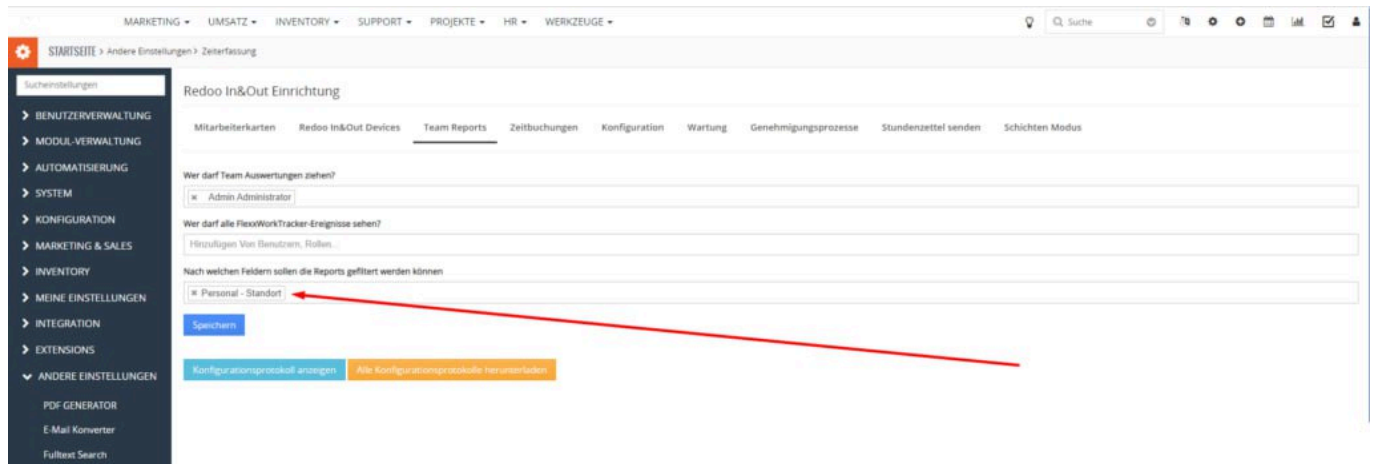 MARKETING UMSATZ INVENTORY SUPPORT PROJEKTE HR WERKZEUGE Suche
STARTSEITE > Andere Einstellungen > Zeiterfassung
Sucheinstellungen
BENUTZERVERWALTUNG
MODUL-VERWALTUNG
AUTOMATISIERUNG
SYSTEM
KONFIGURATION
MARKETING & SALES
INVENTORY
MEINE EINSTELLUNGEN
INTEGRATION
EXTENSIONS
ANDERE EINSTELLUNGEN
PDF GENERATOR
E-Mail Konverter
Fulltext Search
Redoo In&Out Einrichtung
Mitarbeiterkarten Redoo In&Out Devices Team Reports Zeitbuchungen Konfiguration Wartung Genehmigungsprozesse Stundenzettel senden Schichten Modus
Wer darf Team Auswertungen ziehen?
× Admin Administrator
Wer darf alle FlexxWorkTracker-Ereignisse sehen?
Hinzufügen Von Benutzern, Rollen...
Nach welchen Feldern sollen die Reports gefiltert werden können
× Personal - Standort
Speichern
Konfigurationsprotokoll anzeigen Alle Konfigurationsprotokolle herunterladen